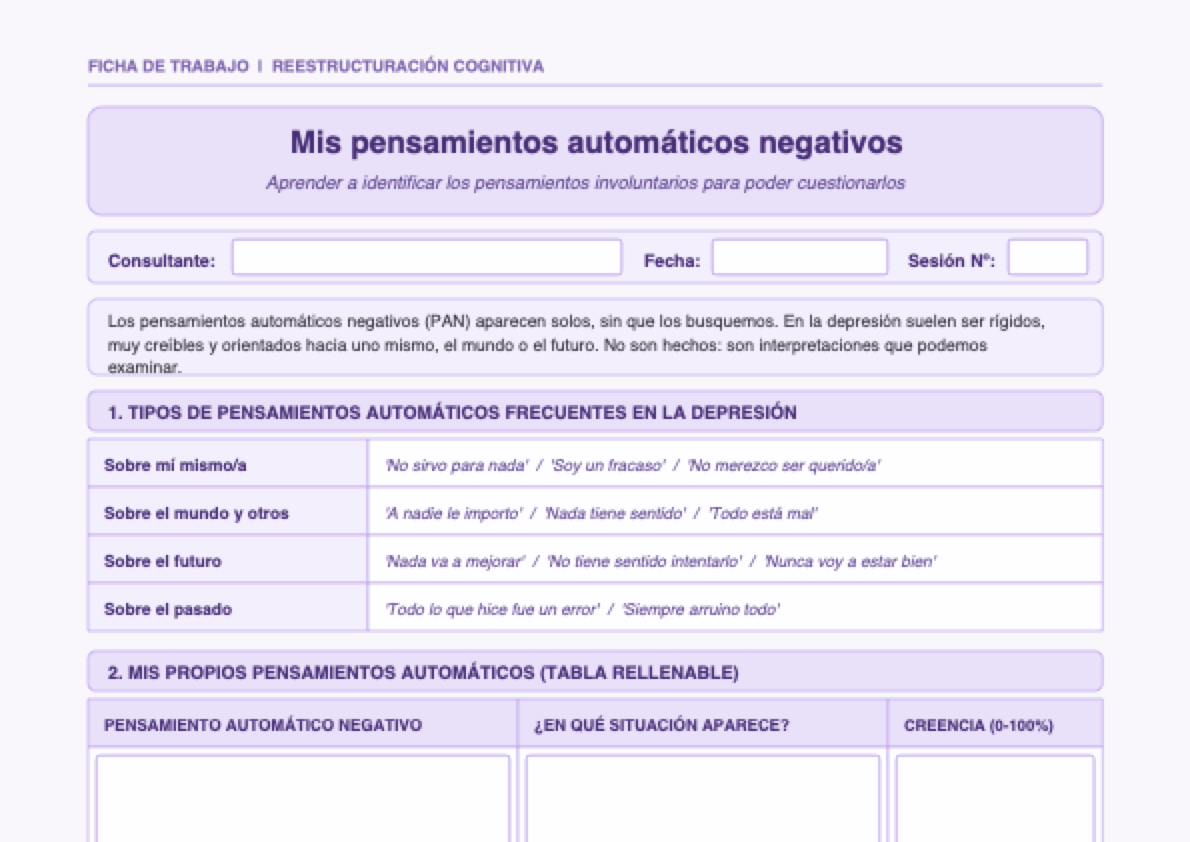 FICHA DE TRABAJO | REESTRUCTURACIÓN COGNITIVA
Mis pensamientos automáticos negativos
Aprender a identificar los pensamientos involuntarios para poder cuestionarlos
Consultante: Fecha: Sesión Nº:
Los pensamientos automáticos negativos (PAN) aparecen solos, sin que los busquemos. En la depresión suelen ser rígidos,
muy creíbles y orientados hacia uno mismo, el mundo o el futuro. No son hechos: son interpretaciones que podemos
examinar.
1. TIPOS DE PENSAMIENTOS AUTOMÁTICOS FRECUENTES EN LA DEPRESIÓN
Sobre mí mismo/a 'No sirvo para nada' / 'Soy un fracaso' / 'No merezco ser querido/a'
Sobre el mundo y otros 'A nadie le importo' / 'Nada tiene sentido' / 'Todo está mal'
Sobre el futuro 'Nada va a mejorar' / 'No tiene sentido intentarlo' / 'Nunca voy a estar bien'
Sobre el pasado 'Todo lo que hice fue un error' / 'Siempre arruino todo'
2. MIS PROPIOS PENSAMIENTOS AUTOMÁTICOS (TABLA RELLENABLE)
PENSAMIENTO AUTOMÁTICO NEGATIVO ¿EN QUÉ SITUACIÓN APARECE? CREENCIA (0-100%)